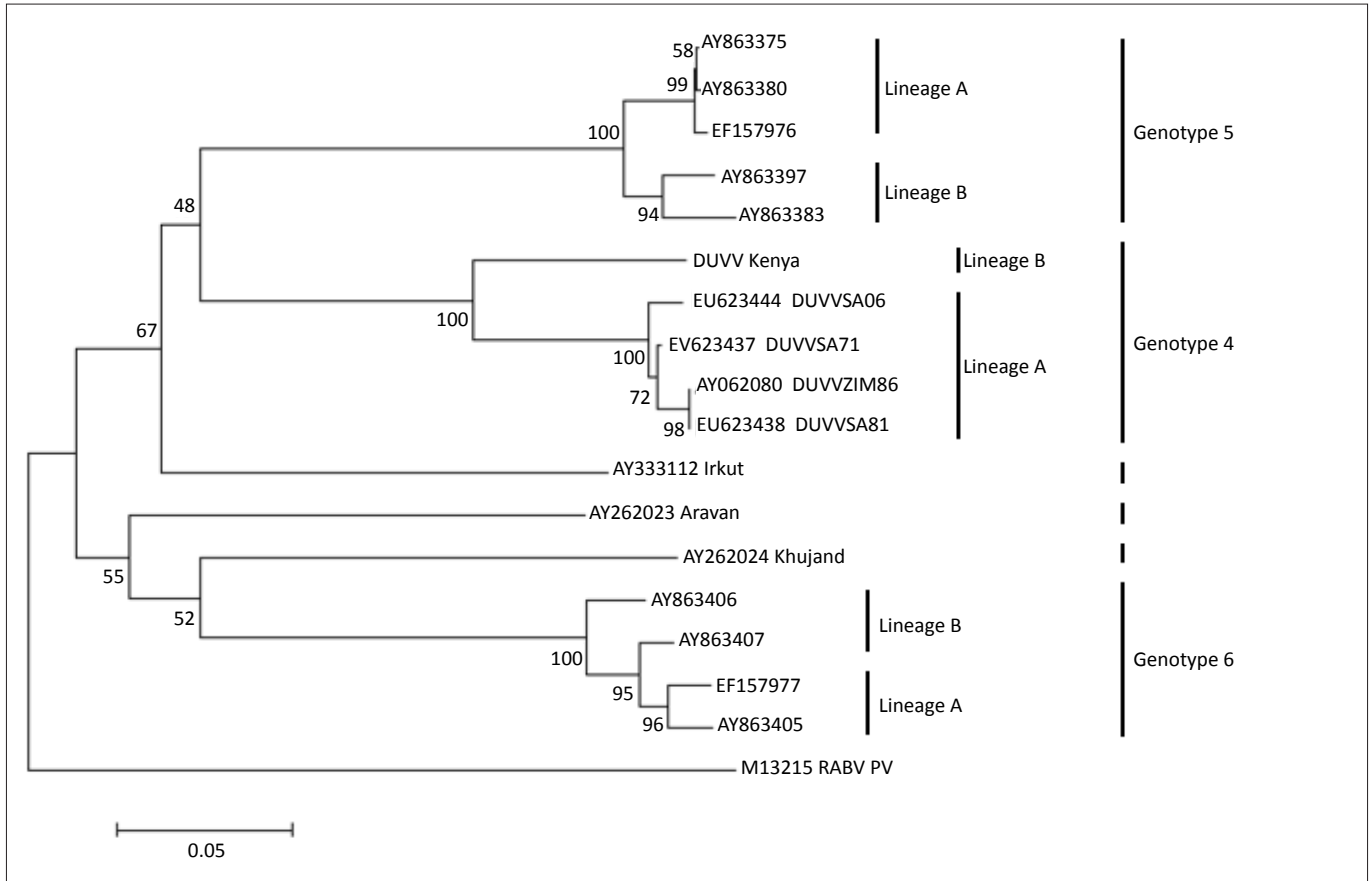 58 AY863375
99 AY863380
Lineage A
EF157976
100
Genotype 5
AY863397
Lineage B
94 AY863383
48
DUVV Kenya
Lineage B
EU623444 DUVVSA06
100
67
EV623437 DUVVSA71
Genotype 4
100
Lineage A
AY062080 DUVVZIM86
72
98 EU623438 DUVVSA81
AY333112 Irkut
AY262023 Aravan
AY262024 Khujand
55
AY863406
52
Lineage B
AY863407
100
Genotype 6
EF157977
95
Lineage A
96 AY863405
M13215 RABV PV
0.05